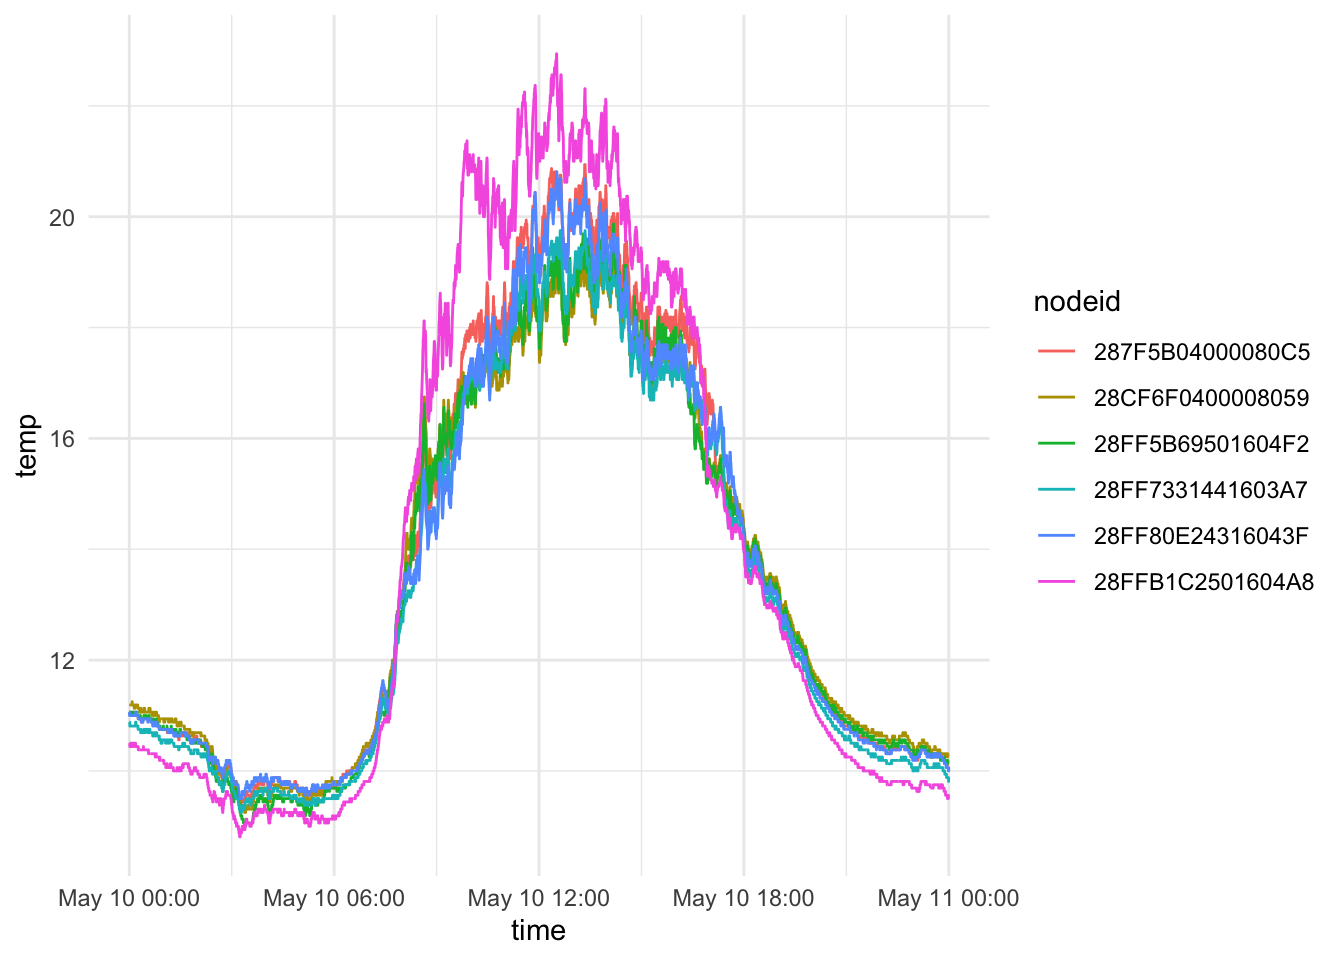 20
16
12
temp
May 10 00:00
May 10 06:00
May 10 12:00
May 10 18:00
May 11 00:00
time
nodeid
287F5B04000080C5
28CF6F0400008059
28FF5B69501604F2
28FF7331441603A7
28FF80E24316043F
28FFB1C2501604A8